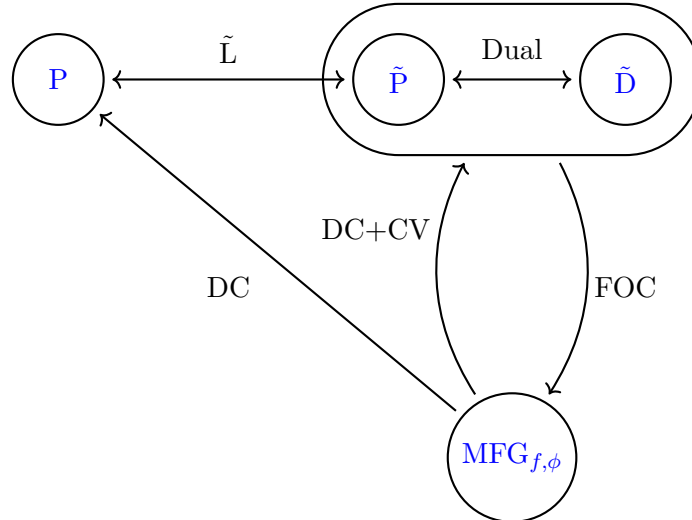 L̃
Dual
P
P̃
D̃
DC+CV
DC
FOC
MFG_{f,ϕ}